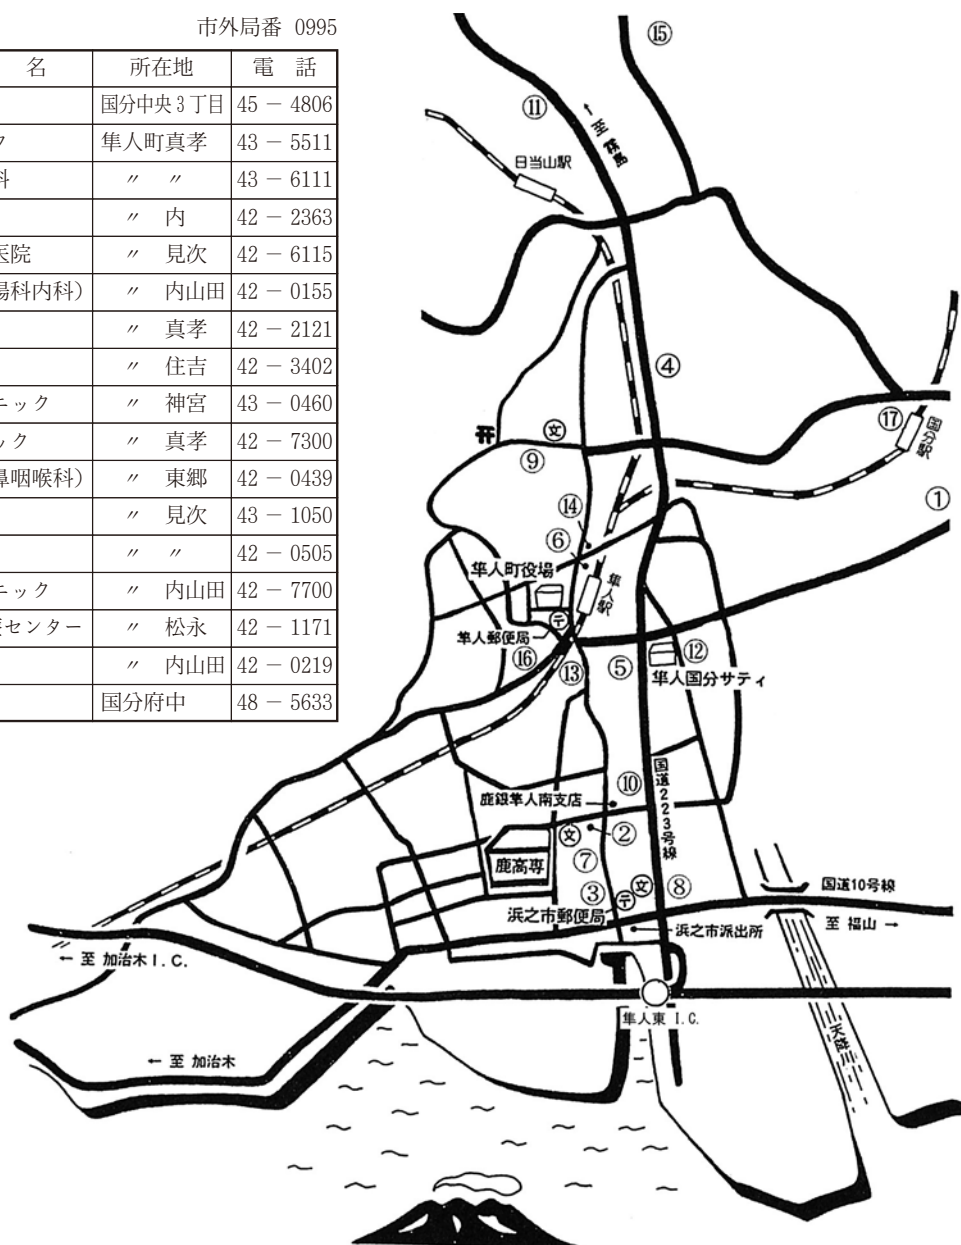 市外局番 0995
名 所在地 電 話
国分中央3丁目 45 − 4806
ク 隼人町真孝 43 − 5511
科 〃 〃 43 − 6111
〃 内 42 − 2363
医院 〃 見次 42 − 6115
腸科内科) 〃 内山田 42 − 0155
〃 真孝 42 − 2121
〃 住吉 42 − 3402
ニック 〃 神宮 43 − 0460
ック 〃 真孝 42 − 7300
鼻咽喉科) 〃 東郷 42 − 0439
〃 見次 43 − 1050
〃 〃 42 − 0505
ニック 〃 内山田 42 − 7700
センター 〃 松永 42 − 1171
〃 内山田 42 − 0219
国分府中 48 − 5633
⑮
⑪
←至 霧島
日当山駅
④
⑰
国分駅
文
⑨
①
⑭
⑥
隼人町役場
隼人駅
〒
隼人郵便局
⑯
⑬
⑤
⑫
隼人国分サティ
国道223号線
⑩
鹿銀隼人南支店
文
②
鹿高専
⑦
③
文
⑧
〒
浜之市郵便局
国道10号線
浜之市派出所
至 福山 →
← 至 加治木I.C.
隼人東 I.C.
天降川
← 至 加治木